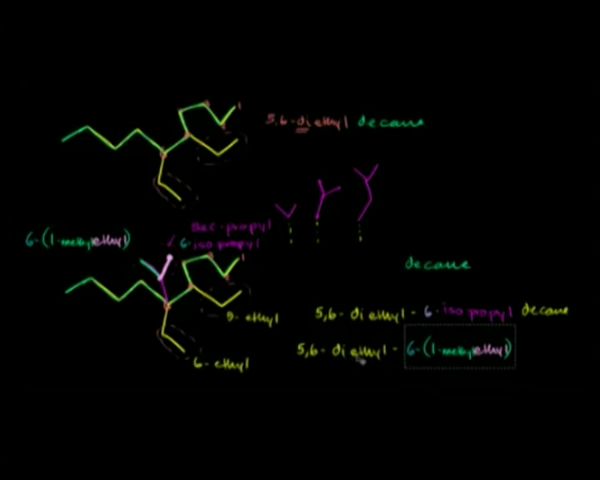 5,6-diethyl decane
sec-propyl
6-(1-methylethyl)
6-isopropyl
decane
5-ethyl
5,6-diethyl-6-isopropyl decane
5,6-diethyl-6-(1-methylethyl)
6-ethyl